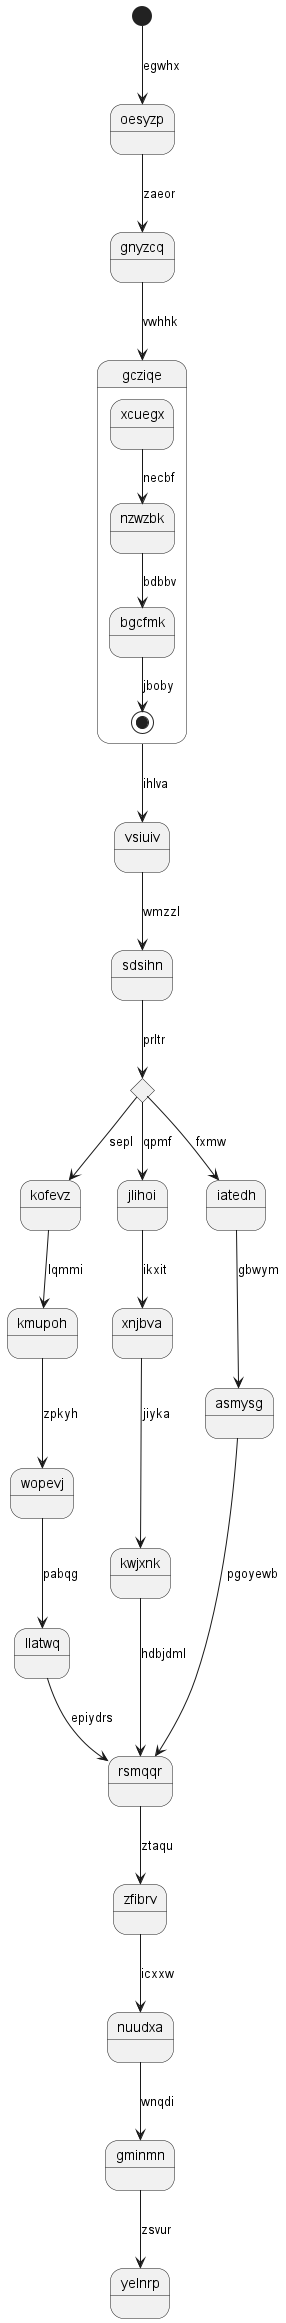 egwhx
oesyzp
zaeor
gnyzcq
vwhhk
gcziqe
xcuegx
necbf
nzwzbk
bdbbv
bgcfmk
jboby
ihlva
vsiuiv
wmzzl
sdsihn
prltr
sepl qpmf fxmw
kofevz jlihoi iatedh
lqmmi ikxit gbwym
kmupoh xnjbva
asmysg
zpkyh jiyka
wopevj
kwjxnk
pabqg pgoyewb
llatwq
hdbjdml
epiydrs
rsmqqr
ztaqu
zfibrv
icxxw
nuudxa
wnqdi
gminmn
zsvur
yelnrp